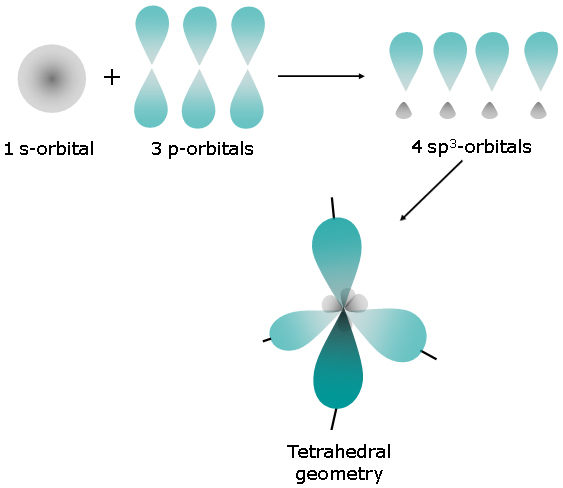 +
1 s-orbital
3 p-orbitals
4 sp³-orbitals
Tetrahedral
geometry